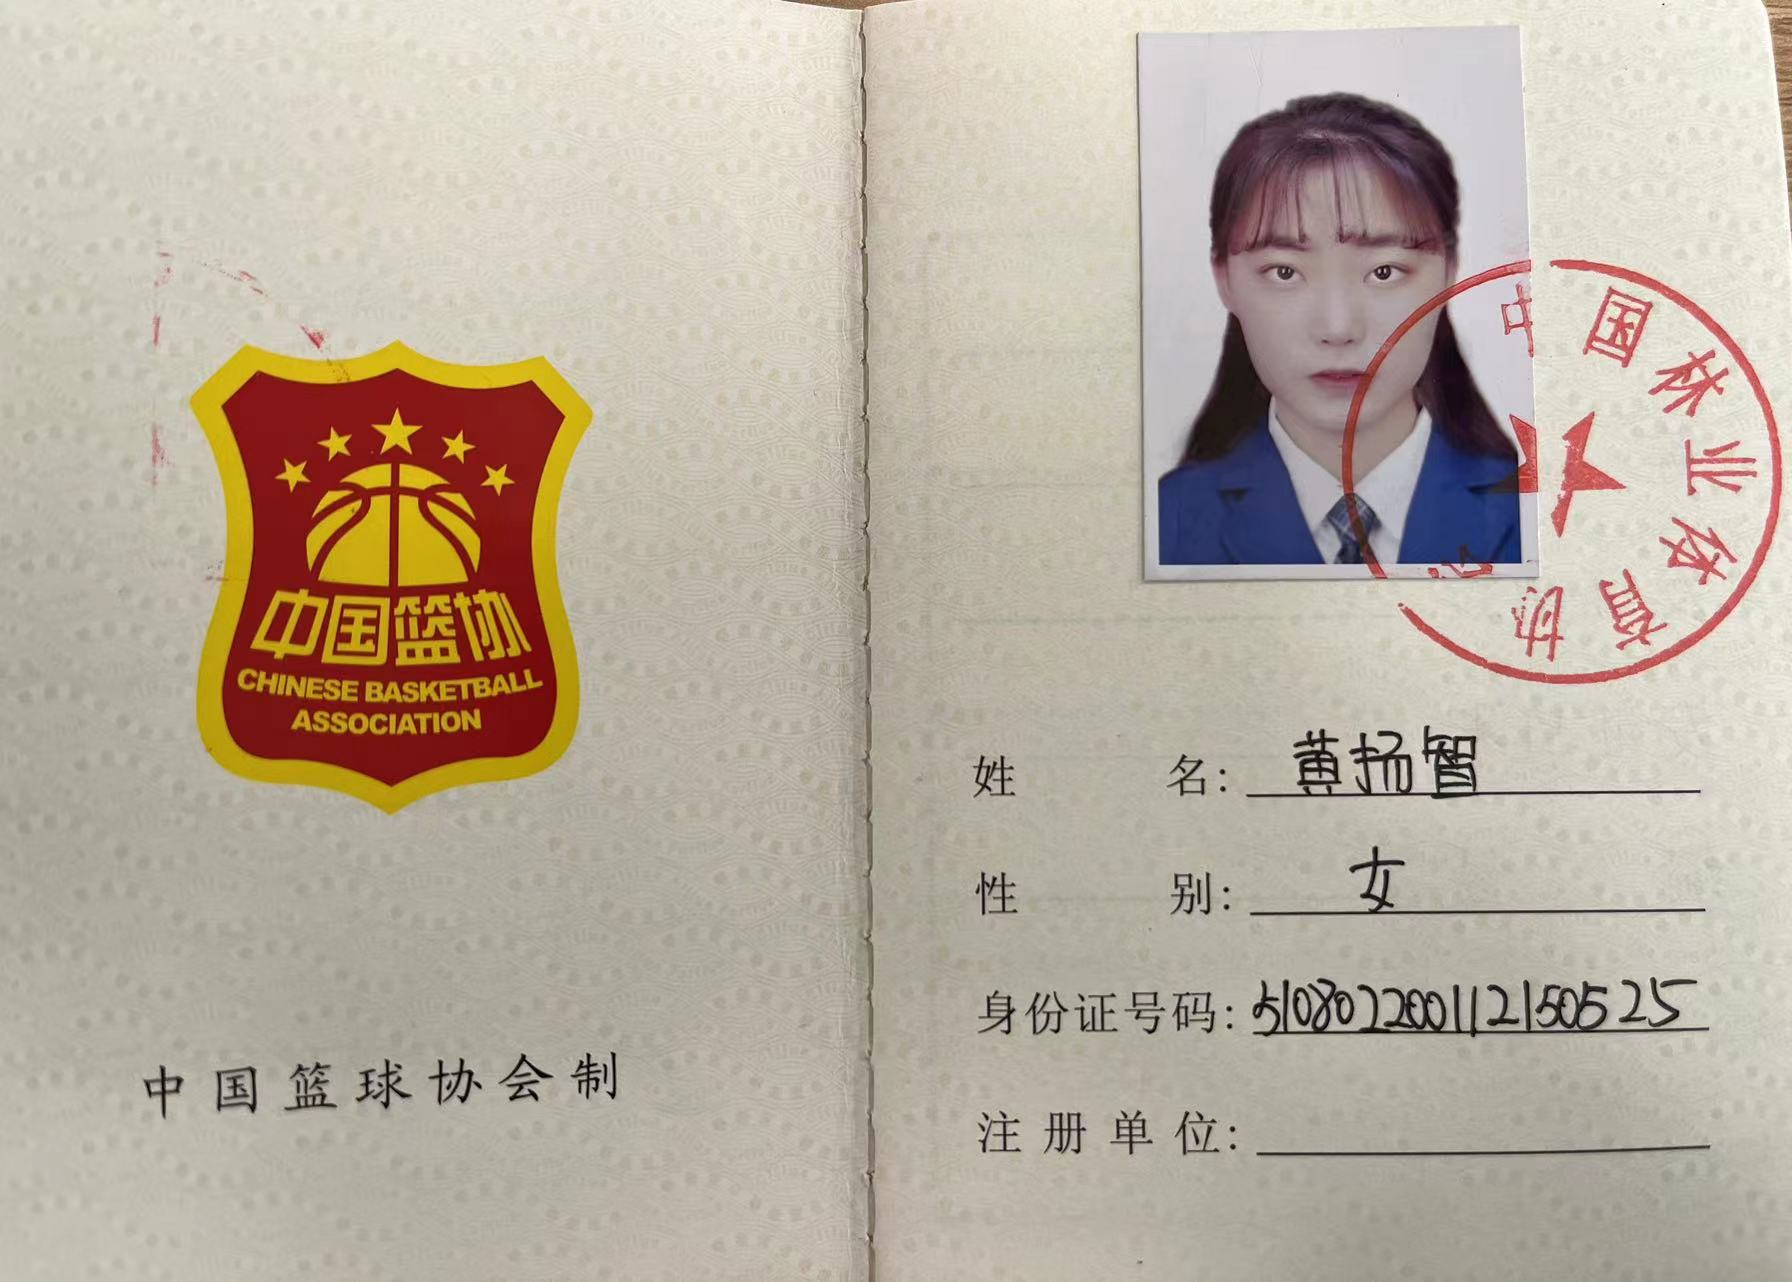 中国篮协
CHINESE BASKETBALL
ASSOCIATION
中国篮球协会制
中国林业体育协会
姓名：黄扬智
性别：女
身份证号码：510802200112150525
注册单位：